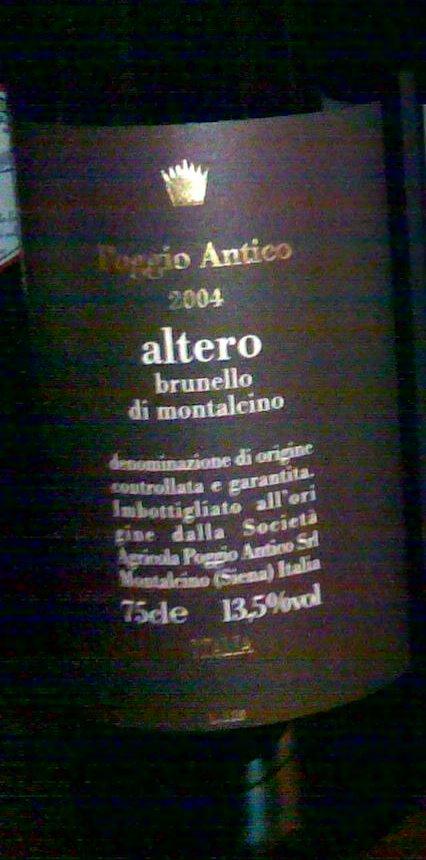 Poggio Antico
2004
altero
brunello
di montalcino
denominazione di origine
controllata e garantita.
Imbottigliato all'ori
gine dalla Società
Agricola Poggio Antico Srl
Montalcino (Siena) Italia
75cle 13,5%vol
ITALIA